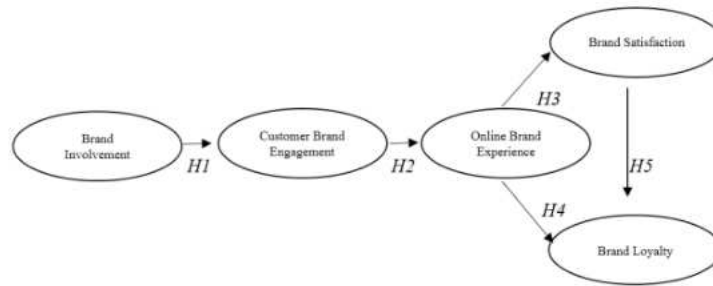 Brand Satisfaction
H3
Brand
Involvement
H1
Customer Brand
Engagement
H2
Online Brand
Experience
H5
H4
Brand Loyalty